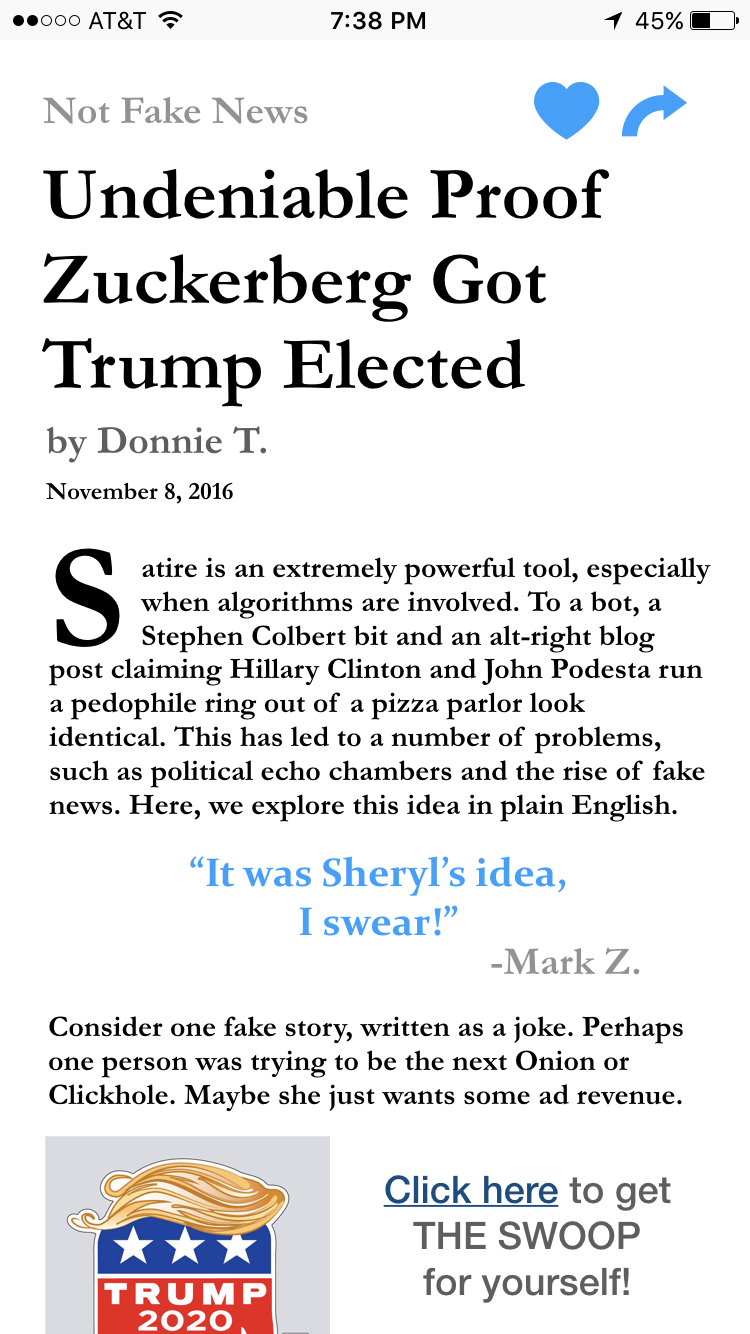 AT&T 7:38 PM 45%
Not Fake News
Undeniable Proof
Zuckerberg Got
Trump Elected
by Donnie T.
November 8, 2016
Satire is an extremely powerful tool, especially
when algorithms are involved. To a bot, a
Stephen Colbert bit and an alt-right blog
post claiming Hillary Clinton and John Podesta run
a pedophile ring out of a pizza parlor look
identical. This has led to a number of problems,
such as political echo chambers and the rise of fake
news. Here, we explore this idea in plain English.
“It was Sheryl’s idea,
I swear!”
-Mark Z.
Consider one fake story, written as a joke. Perhaps
one person was trying to be the next Onion or
Clickhole. Maybe she just wants some ad revenue.
TRUMP
2020
Click here to get
THE SWOOP
for yourself!